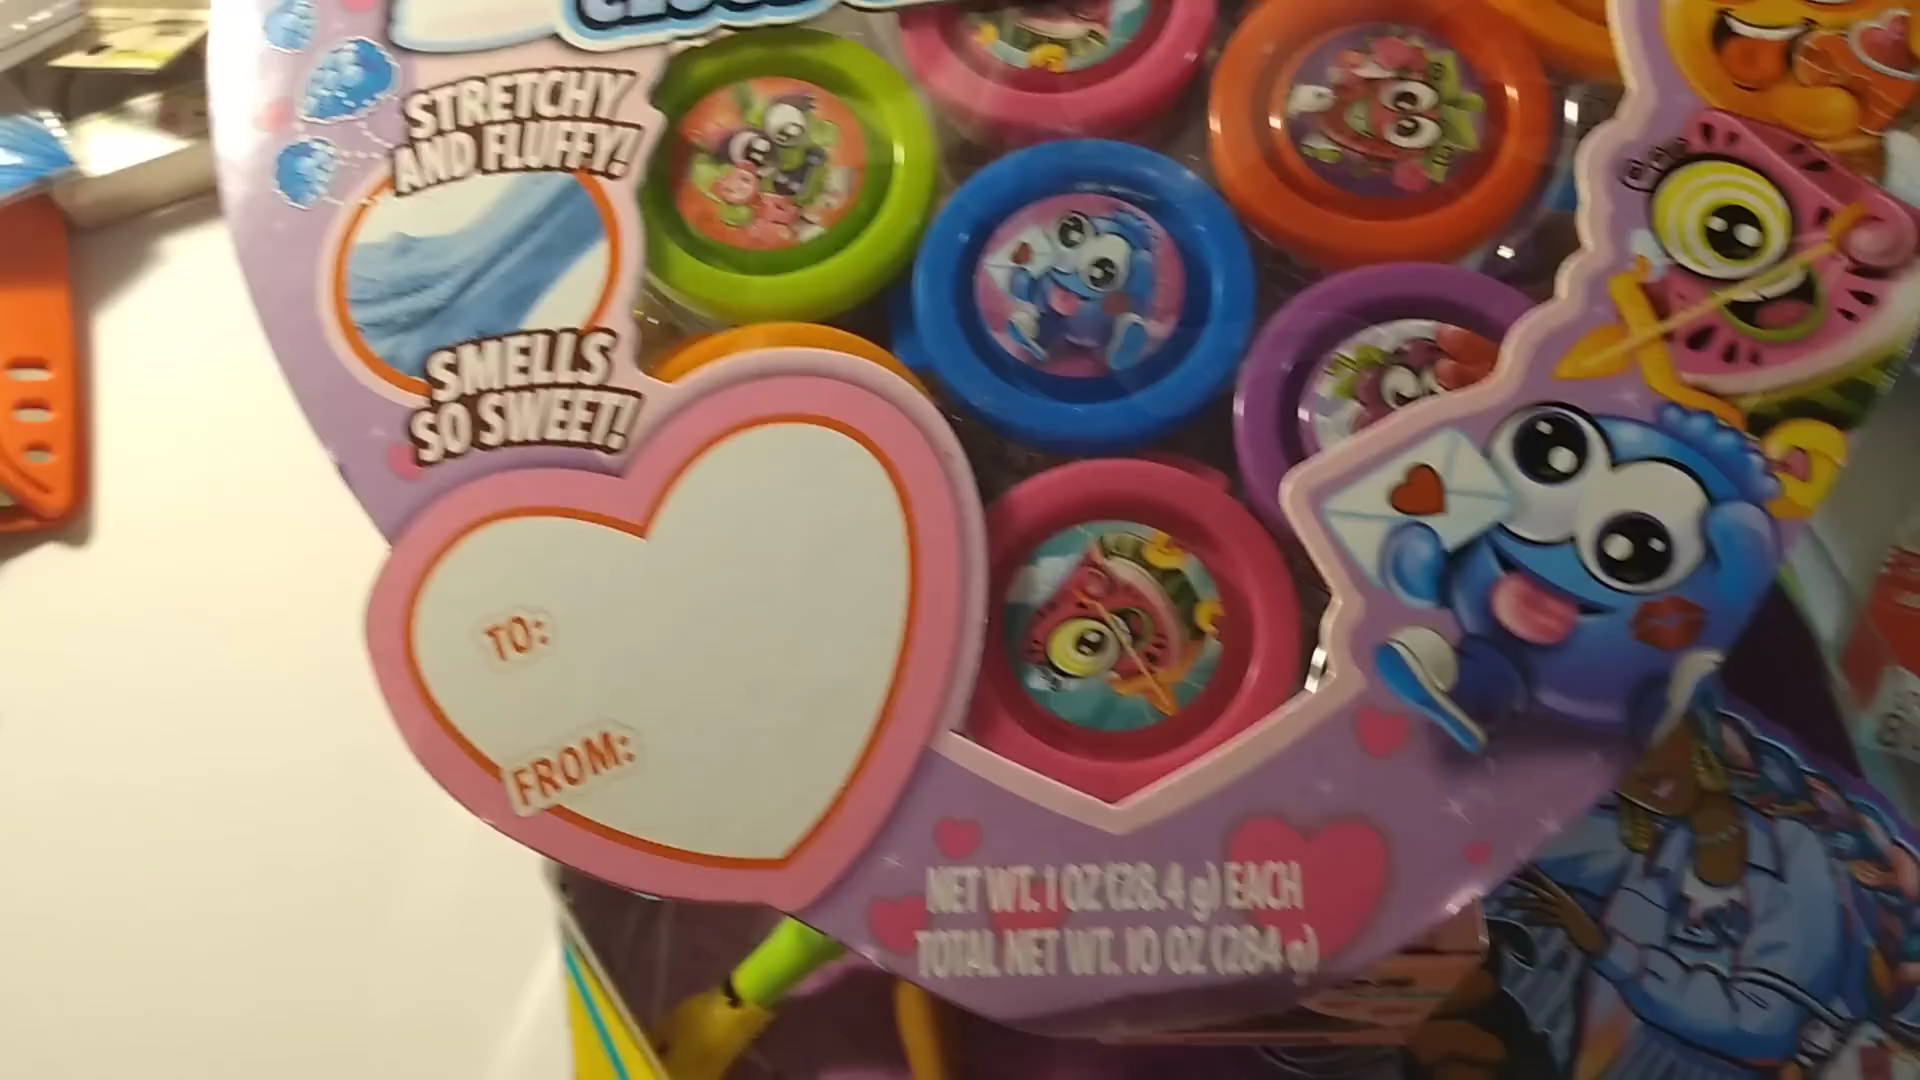 STRETCHY
AND FLUFFY!
SMELLS
SO SWEET!
TO:
FROM:
NET WT. 1 OZ (28.4 g) EACH
TOTAL NET WT. 10 OZ (284 g)